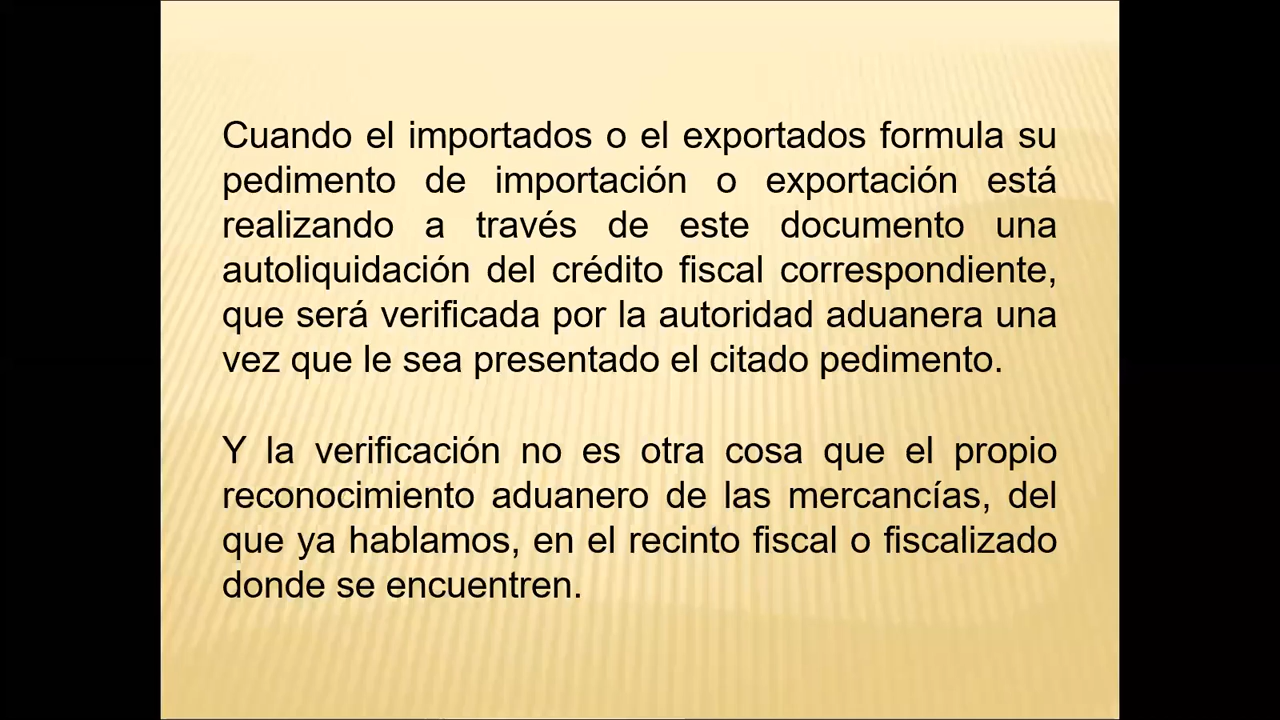 Cuando el importados o el exportados formula su
pedimento de importación o exportación está
realizando a través de este documento una
autoliquidación del crédito fiscal correspondiente,
que será verificada por la autoridad aduanera una
vez que le sea presentado el citado pedimento.
Y la verificación no es otra cosa que el propio
reconocimiento aduanero de las mercancías, del
que ya hablamos, en el recinto fiscal o fiscalizado
donde se encuentren.